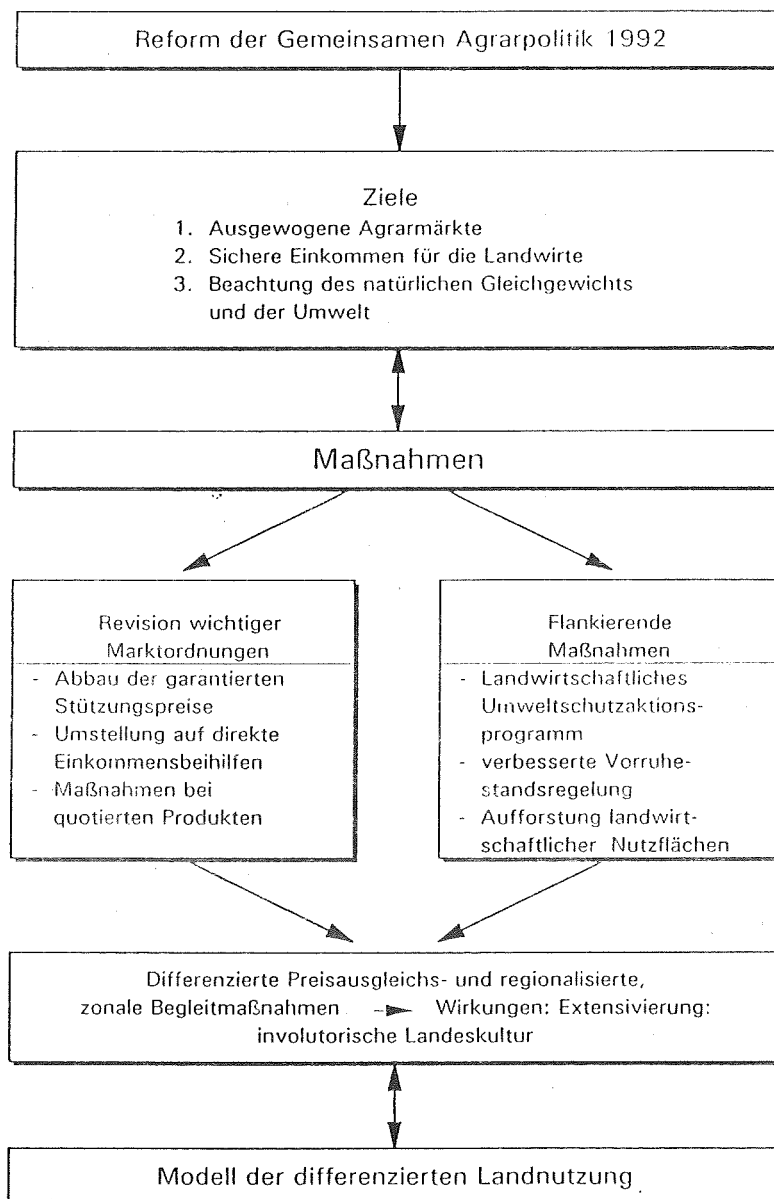 Reform der Gemeinsamen Agrarpolitik 1992
Ziele
1. Ausgewogene Agrarmärkte
2. Sichere Einkommen für die Landwirte
3. Beachtung des natürlichen Gleichgewichts
und der Umwelt
Maßnahmen
Revision wichtiger
Marktordnungen
- Abbau der garantierten
Stützungspreise
- Umstellung auf direkte
Einkommensbeihilfen
- Maßnahmen bei
quotierten Produkten
Flankierende
Maßnahmen
- Landwirtschaftliches
Umweltschutzaktions-
programm
- verbesserte Vorruhe-
standsregelung
- Aufforstung landwirt-
schaftlicher Nutzflächen
Differenzierte Preisausgleichs- und regionalisierte,
zonale Begleitmaßnahmen → Wirkungen: Extensivierung:
involutorische Landeskultur
Modell der differenzierten Landnutzung